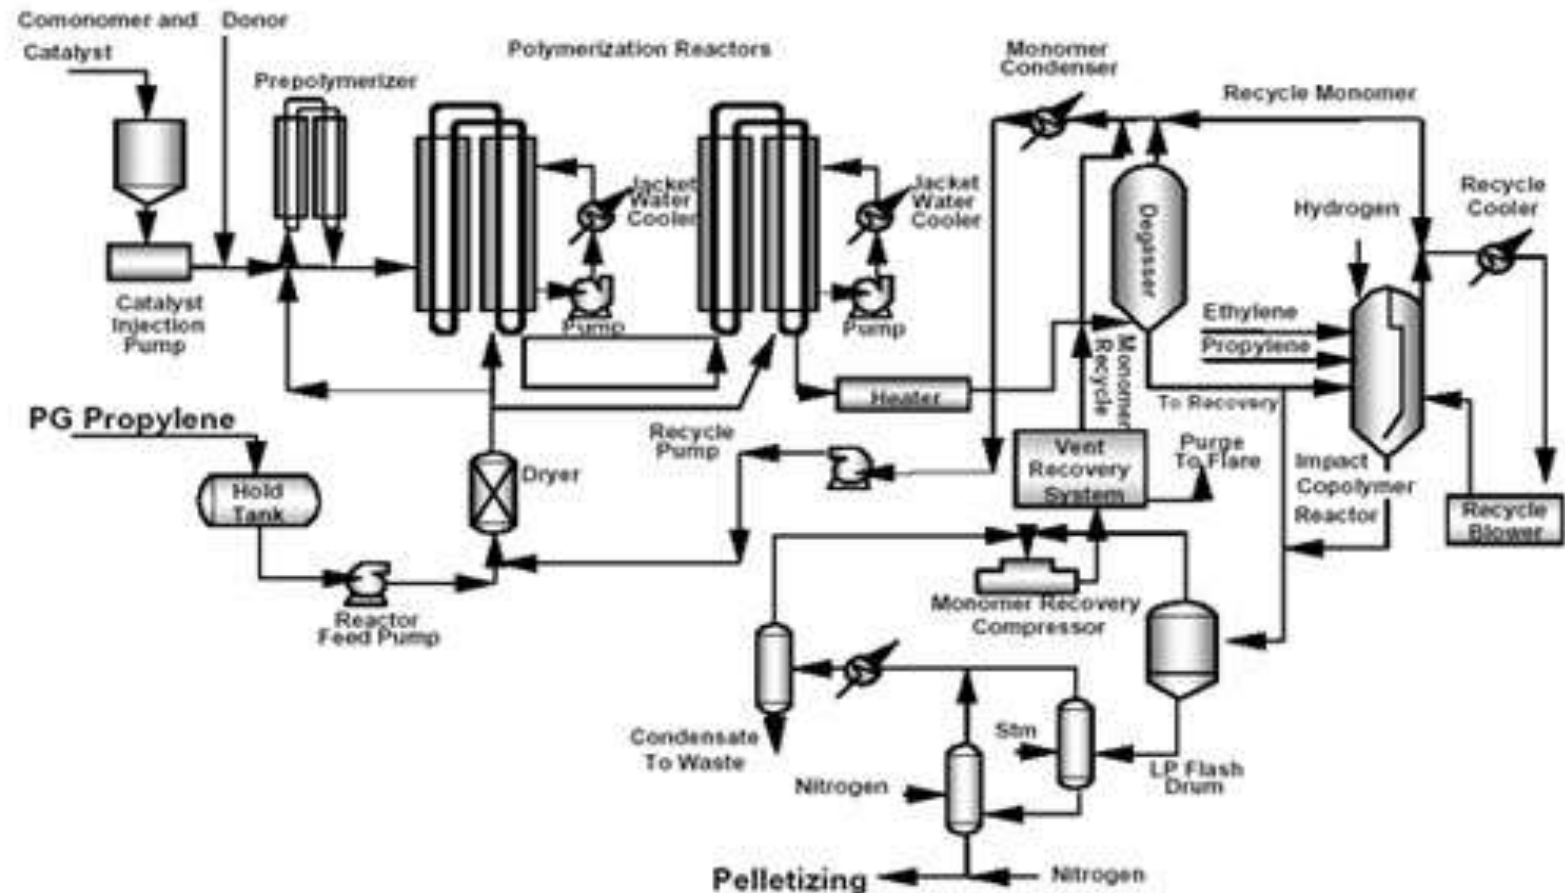 Comonomer and
Catalyst
Donor
Prepolymerizer
Polymerization Reactors
Monomer
Condenser
Recycle Monomer
Jacket
Water
Cooler
Jacket
Water
Cooler
Degasser
Hydrogen
Recycle
Cooler
Catalyst
Injection
Pump
Pump
Pump
Ethylene
Propylene
Monomer
Recycle
Heater
To Recovery
PG Propylene
Recycle
Pump
Vent
Recovery
System
Purge
To Flare
Impact
Copolymer
Reactor
Recycle
Blower
Hold
Tank
Dryer
Reactor
Feed Pump
Monomer Recovery
Compressor
Condensate
To Waste
Stm
LP Flash
Drum
Nitrogen
Pelletizing
Nitrogen